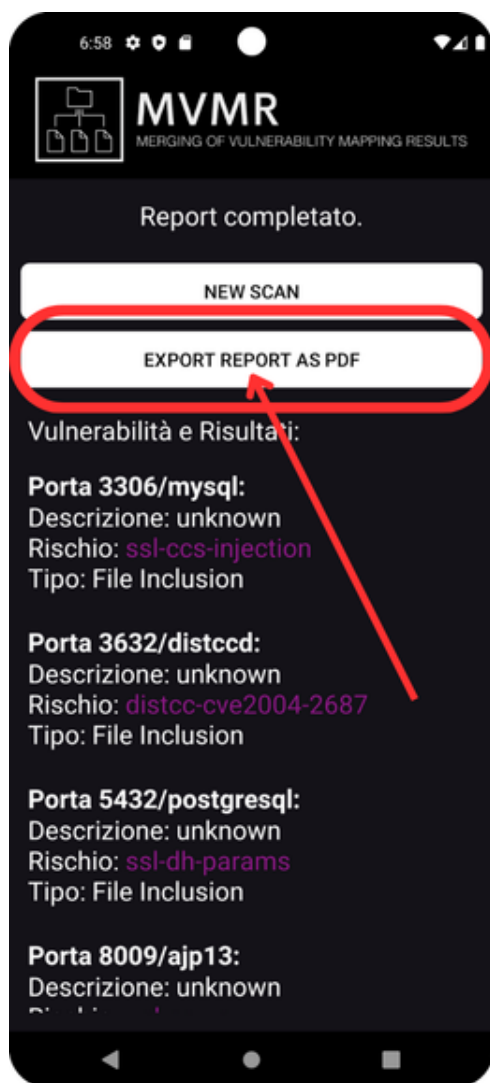 6:58
MVMR
MERGING OF VULNERABILITY MAPPING RESULTS
Report completato.
NEW SCAN
EXPORT REPORT AS PDF
Vulnerabilità e Risultati:
Porta 3306/mysql:
Descrizione: unknown
Rischio: ssl-ccs-injection
Tipo: File Inclusion
Porta 3632/distccd:
Descrizione: unknown
Rischio: distcc-cve2004-2687
Tipo: File Inclusion
Porta 5432/postgresql:
Descrizione: unknown
Rischio: ssl-dh-params
Tipo: File Inclusion
Porta 8009/ajp13:
Descrizione: unknown